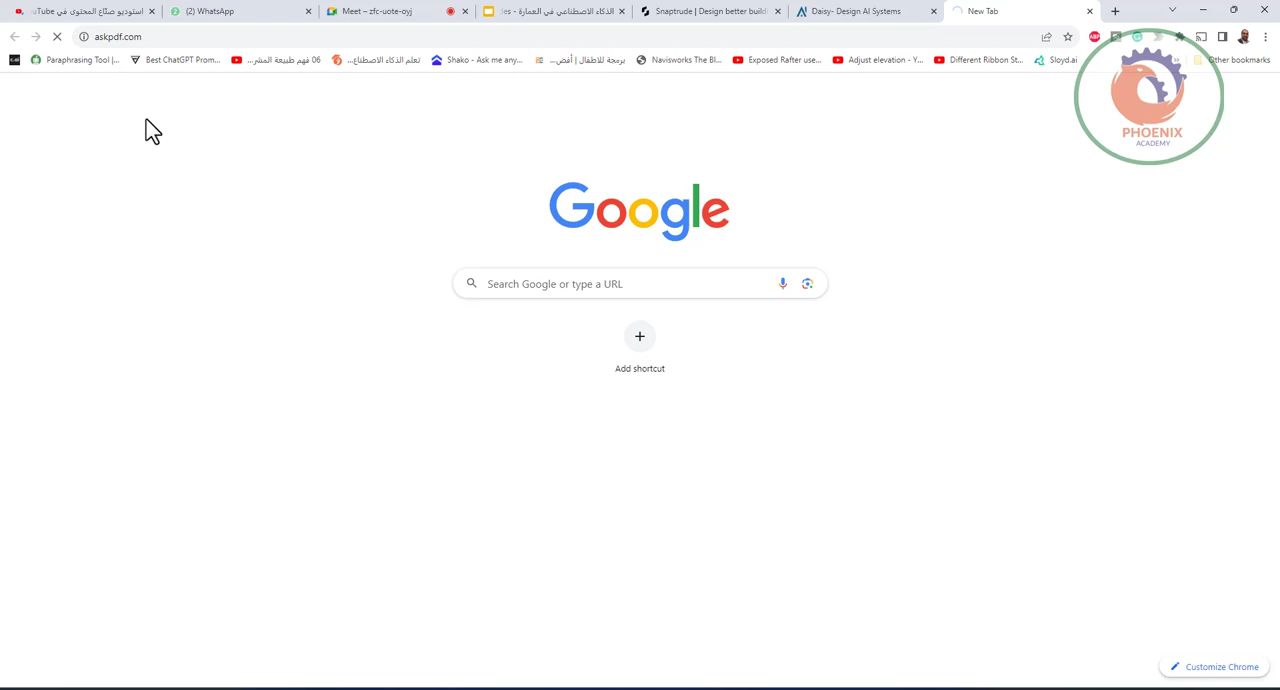 استوديو صنّاع المحتوى في uTube
(2) WhatsApp
Meet – zfc-uote-oyj
الذكاء الاصطناعي في العمارة - les
Snaptrude | Design better buildi
Daisy- Design AI Systems
New Tab
askpdf.com
Paraphrasing Tool |...
Best ChatGPT Prom...
06 فهم طبيعة المشر...
تعلم الذكاء الاصطناع...
Shako - Ask me any...
برمجة للاطفال | أفض...
Navisworks The Bl...
Exposed Rafter use...
Adjust elevation - Y...
Different Ribbon St...
Sloyd.ai
»
Other bookmarks
PHOENIX
ACADEMY
Google
Search Google or type a URL
Add shortcut
Customize Chrome